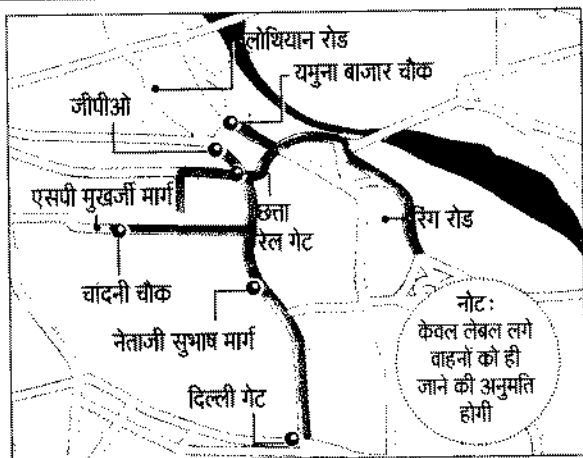 लोथियान रोड
यमुना बाजार चौक
जीपीओ
एसपी मुखर्जी मार्ग
छत्ता
रेल गेट
रिंग रोड
चांदनी चौक
नेताजी सुभाष मार्ग
दिल्ली गेट
नोट:
केवल लेबल लगे
वाहनों को ही
जाने की अनुमति
होगी